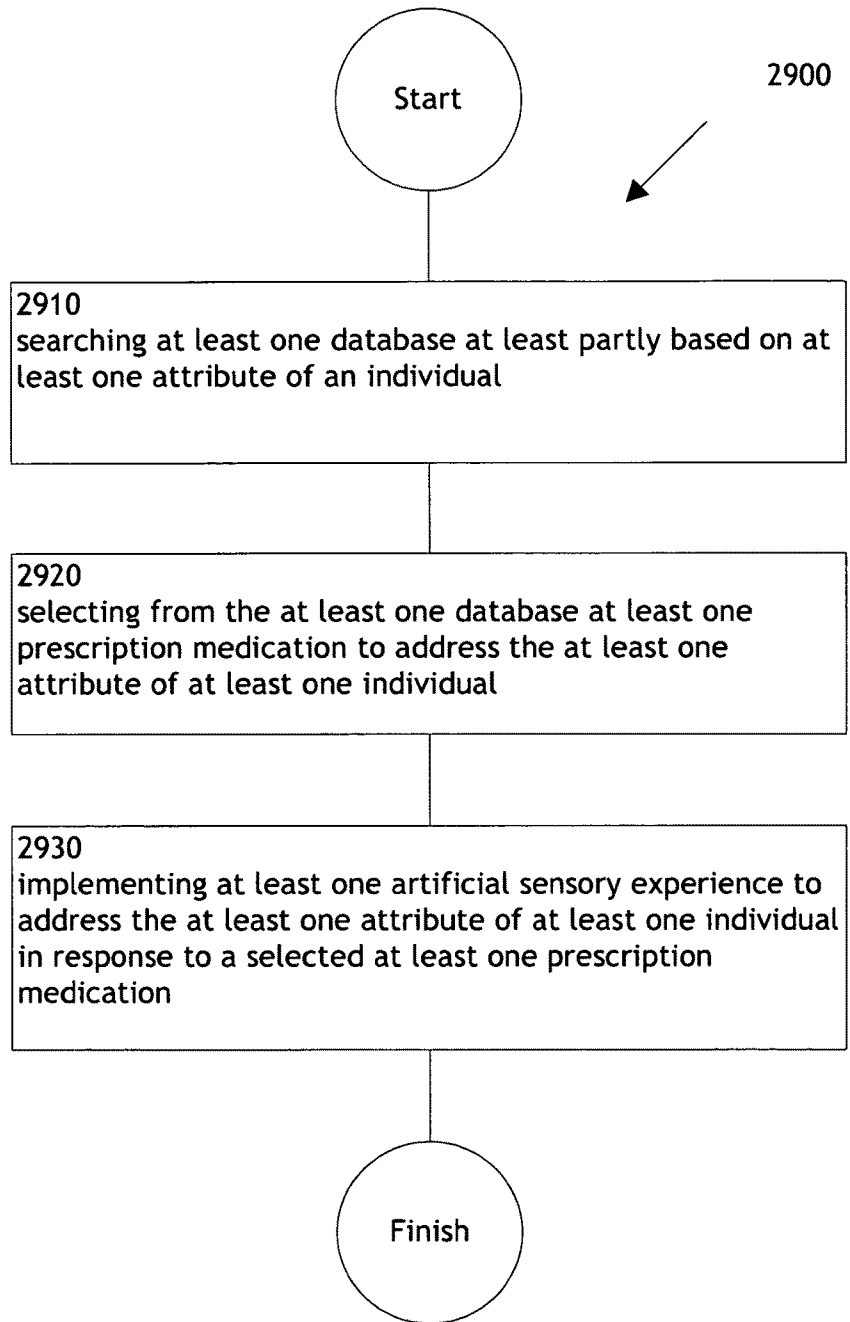 Start
2900
2910
searching at least one database at least partly based on at
least one attribute of an individual
2920
selecting from the at least one database at least one
prescription medication to address the at least one
attribute of at least one individual
2930
implementing at least one artificial sensory experience to
address the at least one attribute of at least one individual
in response to a selected at least one prescription
medication
Finish